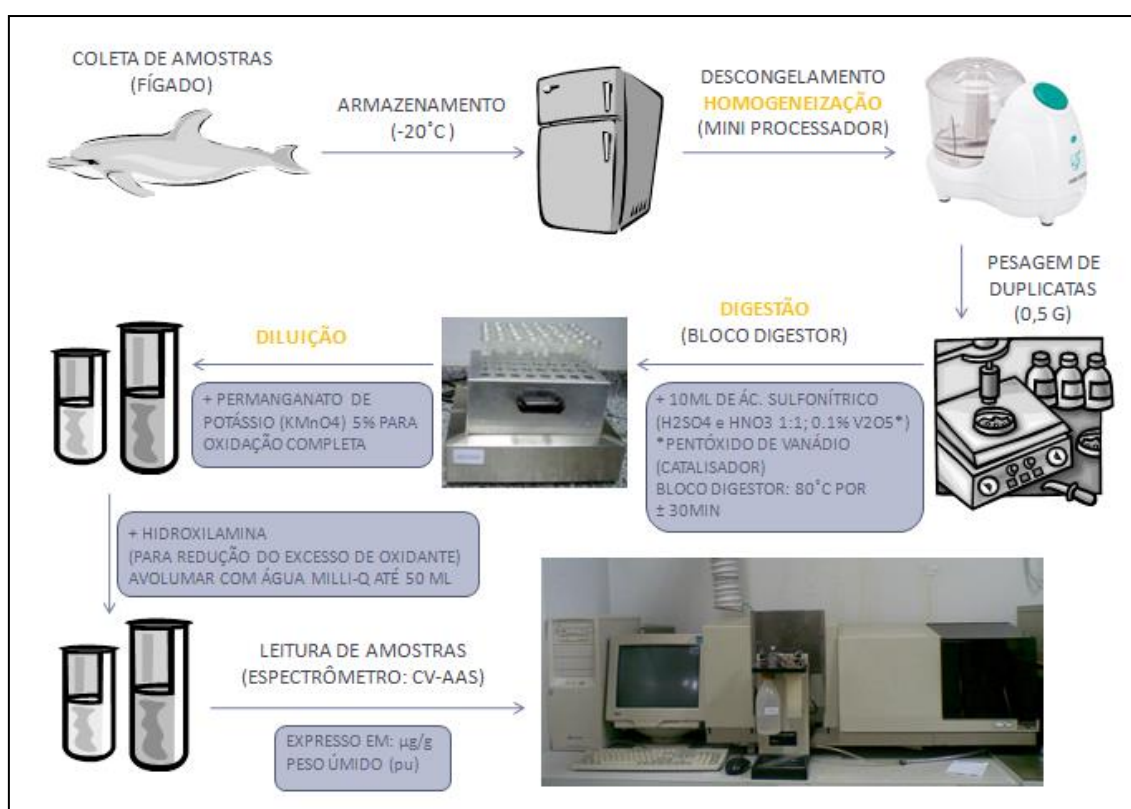 COLETA DE AMOSTRAS
(FÍGADO)
ARMAZENAMENTO
(-20˚C)
DESCONGELAMENTO
HOMOGENEIZAÇÃO
(MINI PROCESSADOR)
PESAGEM DE
DUPLICATAS
(0,5 G)
DIGESTÃO
(BLOCO DIGESTOR)
+ 10ML DE ÁC. SULFONÍTRICO
(H2SO4 e HNO3 1:1; 0.1% V2O5*)
*PENTÓXIDO DE VANÁDIO
(CATALISADOR)
BLOCO DIGESTOR: 80˚C POR
± 30MIN
DILUIÇÃO
+ PERMANGANATO DE
POTÁSSIO (KMnO4) 5% PARA
OXIDAÇÃO COMPLETA
+ HIDROXILAMINA
(PARA REDUÇÃO DO EXCESSO DE OXIDANTE)
AVOLUMAR COM ÁGUA MILLI-Q ATÉ 50 ML
LEITURA DE AMOSTRAS
(ESPECTRÔMETRO: CV-AAS)
EXPRESSO EM: µg/g
PESO ÚMIDO (pu)